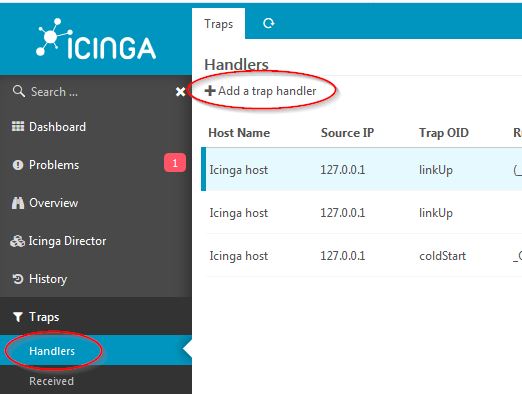 ICINGA
Search ...
Dashboard
Problems 1
Overview
Icinga Director
History
Traps
Handlers
Received
Traps
Handlers
Add a trap handler
Host Name Source IP Trap OID
Icinga host 127.0.0.1 linkUp (_
Icinga host 127.0.0.1 linkUp
Icinga host 127.0.0.1 coldStart